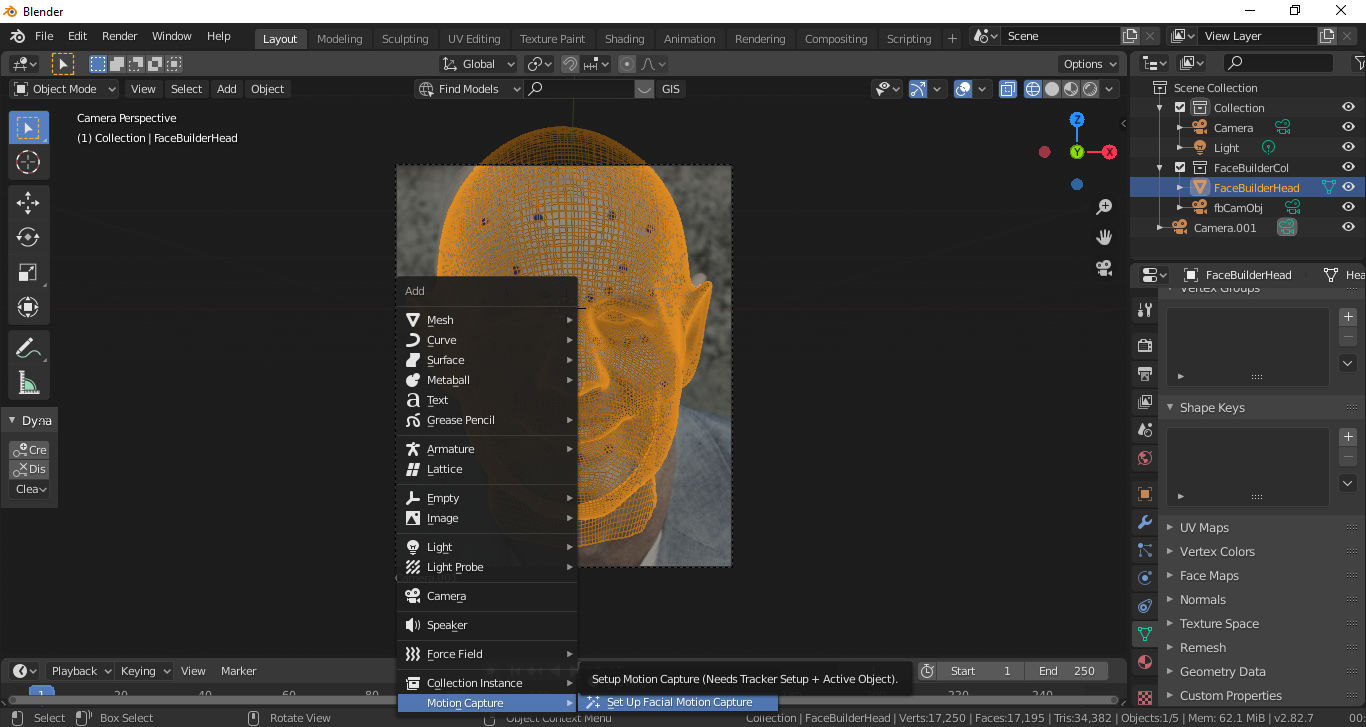 Blender
File Edit Render Window Help
Layout Modeling Sculpting UV Editing Texture Paint Shading Animation Rendering Compositing Scripting +
Scene
View Layer
Global
Options
Object Mode View Select Add Object
Find Models
GIS
Camera Perspective
(1) Collection | FaceBuilderHead
Z
Y
X
Scene Collection
Collection
Camera
Light
FaceBuilderCol
FaceBuilderHead
fbCamObj
Camera.001
FaceBuilderHead
Hea
Vertex Groups
Shape Keys
UV Maps
Vertex Colors
Face Maps
Normals
Texture Space
Remesh
Geometry Data
Custom Properties
Dyna
Cre
Dis
Clea
Add
Mesh
Curve
Surface
Metaball
Text
Grease Pencil
Armature
Lattice
Empty
Image
Light
Light Probe
Camera
Speaker
Force Field
Collection Instance
Motion Capture
Setup Motion Capture (Needs Tracker Setup + Active Object).
Set Up Facial Motion Capture
Playback Keying View Marker
Start 1
End 250
1 20 40 60 80 220 240
Select Box Select Rotate View Object Context Menu
Collection | FaceBuilderHead | Verts:17,250 | Faces:17,195 | Tris:34,382 | Objects:1/5 | Mem: 62.1 MiB | v2.82.7